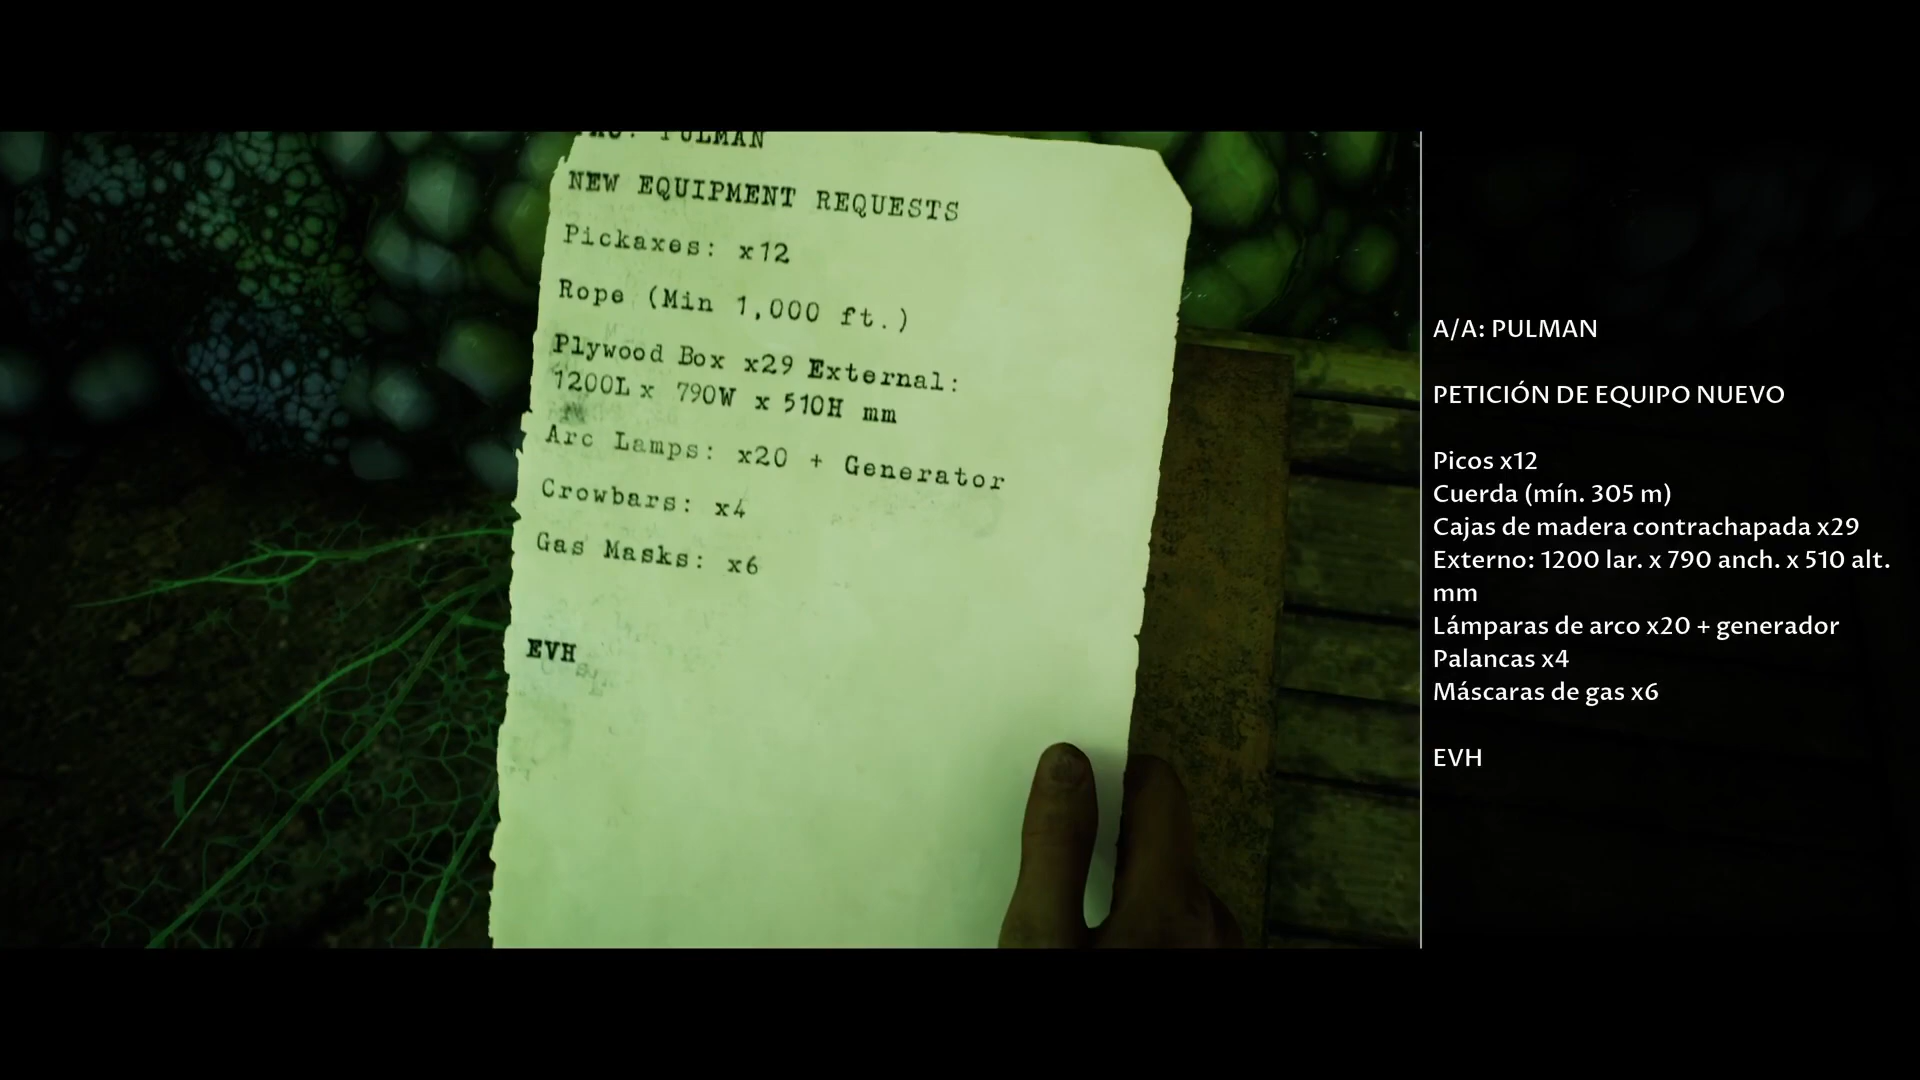 PULMAN
NEW EQUIPMENT REQUESTS
Pickaxes: x12
Rope (Min 1,000 ft.)
Plywood Box x29 External:
1200L x 790W x 510H mm
Arc Lamps: x20 + Generator
Crowbars: x4
Gas Masks: x6
EVH
A/A: PULMAN
PETICIÓN DE EQUIPO NUEVO
Picos x12
Cuerda (mín. 305 m)
Cajas de madera contrachapada x29
Externo: 1200 lar. x 790 anch. x 510 alt.
mm
Lámparas de arco x20 + generador
Palancas x4
Máscaras de gas x6
EVH